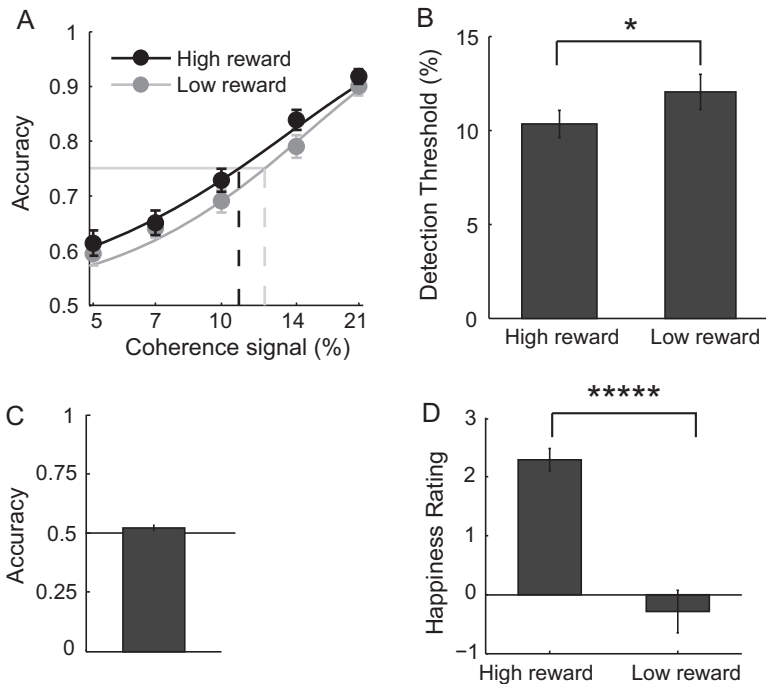 A
1
0.9
0.8
0.7
0.6
0.5
Accuracy
High reward
Low reward
5 7 10 14 21
Coherence signal (%)
B
15
10
5
0
Detection Threshold (%)
*
High reward Low reward
C
1
0.75
0.5
0.25
0
Accuracy
D
3
2
1
0
−1
Happiness Rating
*****
High reward Low reward